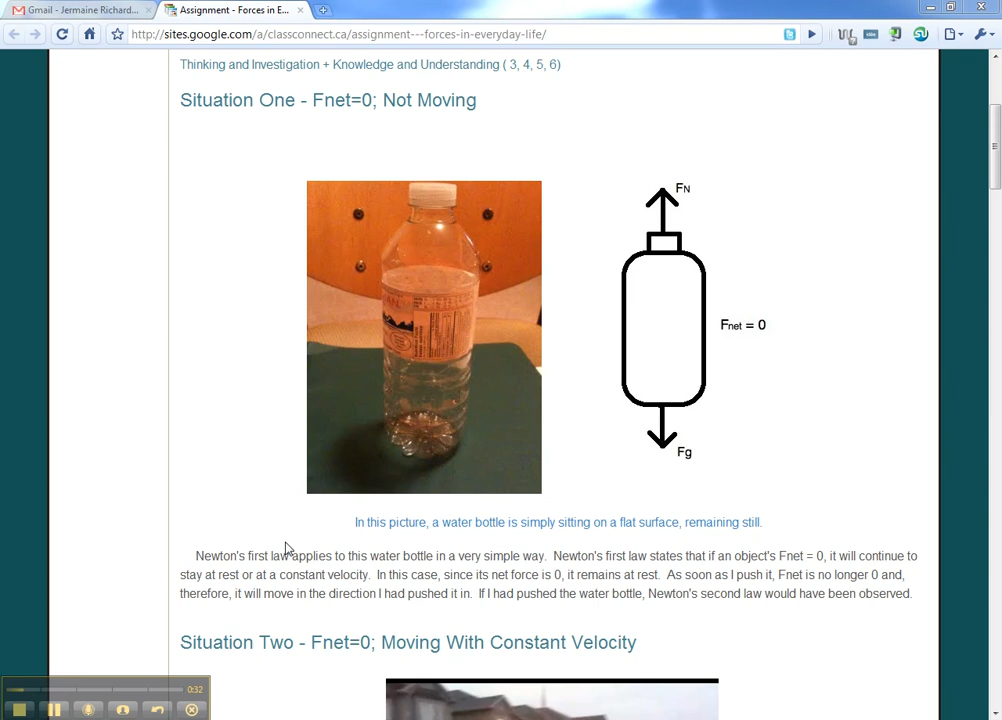 Gmail - Jermaine Richard...
Assignment - Forces in E...
http://sites.google.com/a/classconnect.ca/assignment---forces-in-everyday-life/
Thinking and Investigation + Knowledge and Understanding ( 3, 4, 5, 6)
Situation One - Fnet=0; Not Moving
FN
Fnet = 0
Fg
In this picture, a water bottle is simply sitting on a flat surface, remaining still.
Newton's first law applies to this water bottle in a very simple way. Newton's first law states that if an object's Fnet = 0, it will continue to
stay at rest or at a constant velocity. In this case, since its net force is 0, it remains at rest. As soon as I push it, Fnet is no longer 0 and,
therefore, it will move in the direction I had pushed it in. If I had pushed the water bottle, Newton's second law would have been observed.
Situation Two - Fnet=0; Moving With Constant Velocity
0:32